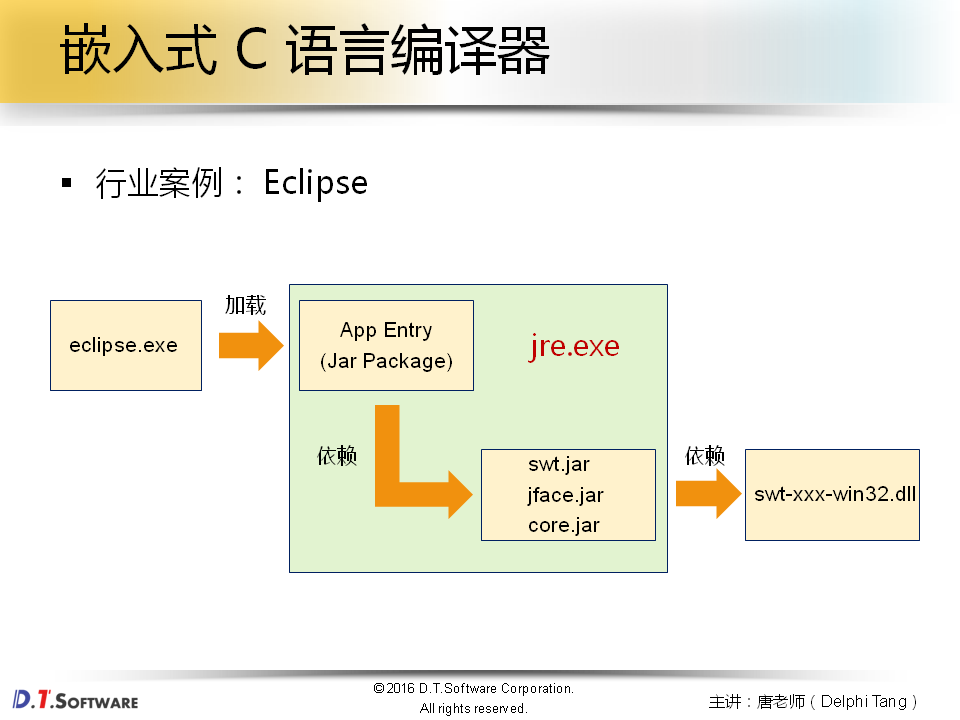 嵌入式 C 语言编译器
▪ 行业案例： Eclipse
加载
eclipse.exe
App Entry
(Jar Package)
jre.exe
依赖
swt.jar
jface.jar
core.jar
依赖
swt-xxx-win32.dll
D.T.SOFTWARE
©2016 D.T.Software Corporation.
All rights reserved.
主讲：唐老师（Delphi Tang）